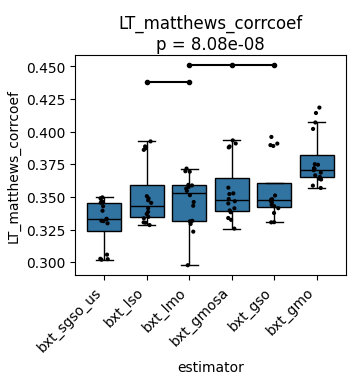 LT_matthews_corrcoef
p = 8.08e-08
LT_matthews_corrcoef
0.450
0.425
0.400
0.375
0.350
0.325
0.300
bxt_sgso_us
bxt_lso
bxt_lmo
bxt_gmosa
bxt_gso
bxt_gmo
estimator